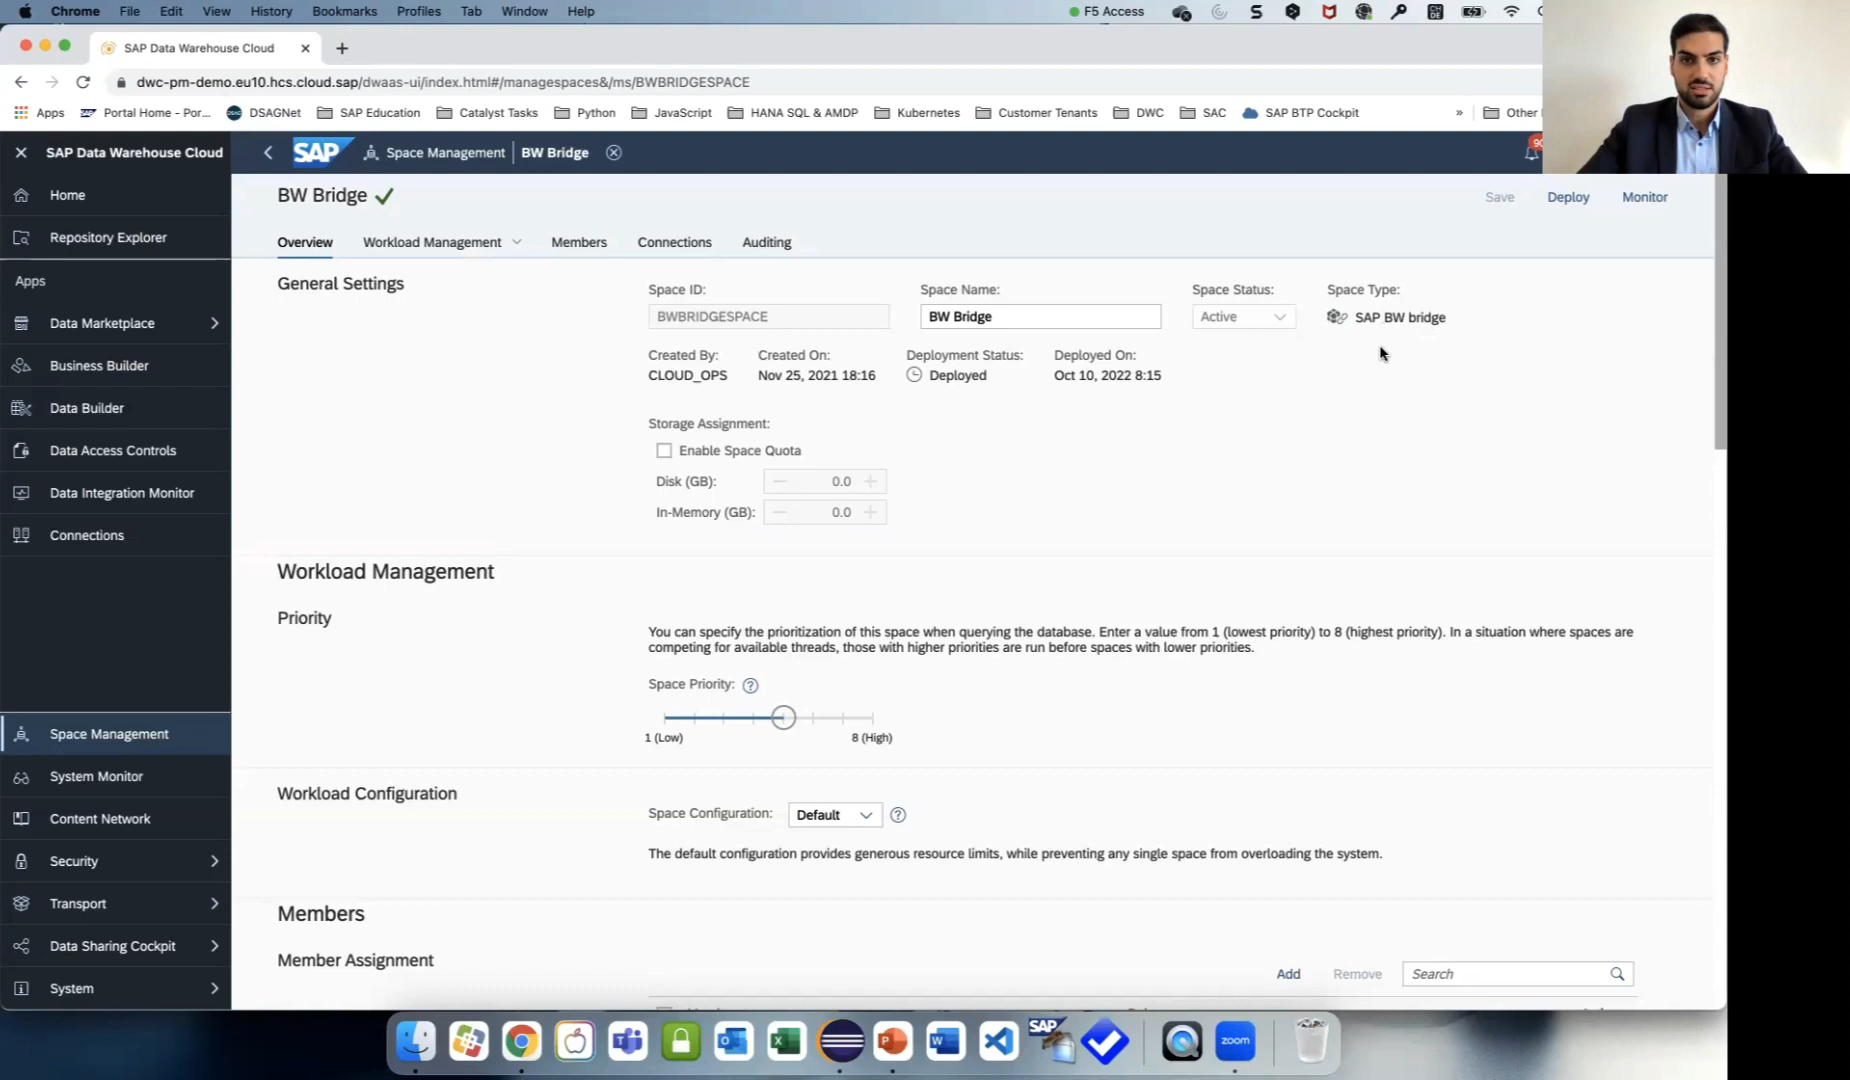 Chrome File Edit View History Bookmarks Profiles Tab Window Help F5 Access
SAP Data Warehouse Cloud
dwc-pm-demo.eu10.hcs.cloud.sap/dwaas-ui/index.html#/managespaces&/ms/BWBRIDGESPACE
Apps Portal Home - Por... DSAGNet SAP Education Catalyst Tasks Python JavaScript HANA SQL & AMDP Kubernetes Customer Tenants DWC SAC SAP BTP Cockpit » Other
SAP Data Warehouse Cloud
SAP Space Management BW Bridge
Home
Repository Explorer
Apps
Data Marketplace
Business Builder
Data Builder
Data Access Controls
Data Integration Monitor
Connections
Space Management
System Monitor
Content Network
Security
Transport
Data Sharing Cockpit
System
BW Bridge
Save Deploy Monitor
Overview Workload Management Members Connections Auditing
General Settings
Space ID: Space Name: Space Status: Space Type:
BWBRIDGESPACE BW Bridge Active SAP BW bridge
Created By: Created On: Deployment Status: Deployed On:
CLOUD_OPS Nov 25, 2021 18:16 Deployed Oct 10, 2022 8:15
Storage Assignment:
Enable Space Quota
Disk (GB): 0.0
In-Memory (GB): 0.0
Workload Management
Priority
You can specify the prioritization of this space when querying the database. Enter a value from 1 (lowest priority) to 8 (highest priority). In a situation where spaces are
competing for available threads, those with higher priorities are run before spaces with lower priorities.
Space Priority:
1 (Low) 8 (High)
Workload Configuration
Space Configuration: Default
The default configuration provides generous resource limits, while preventing any single space from overloading the system.
Members
Member Assignment
Add Remove Search
SAP
zoom